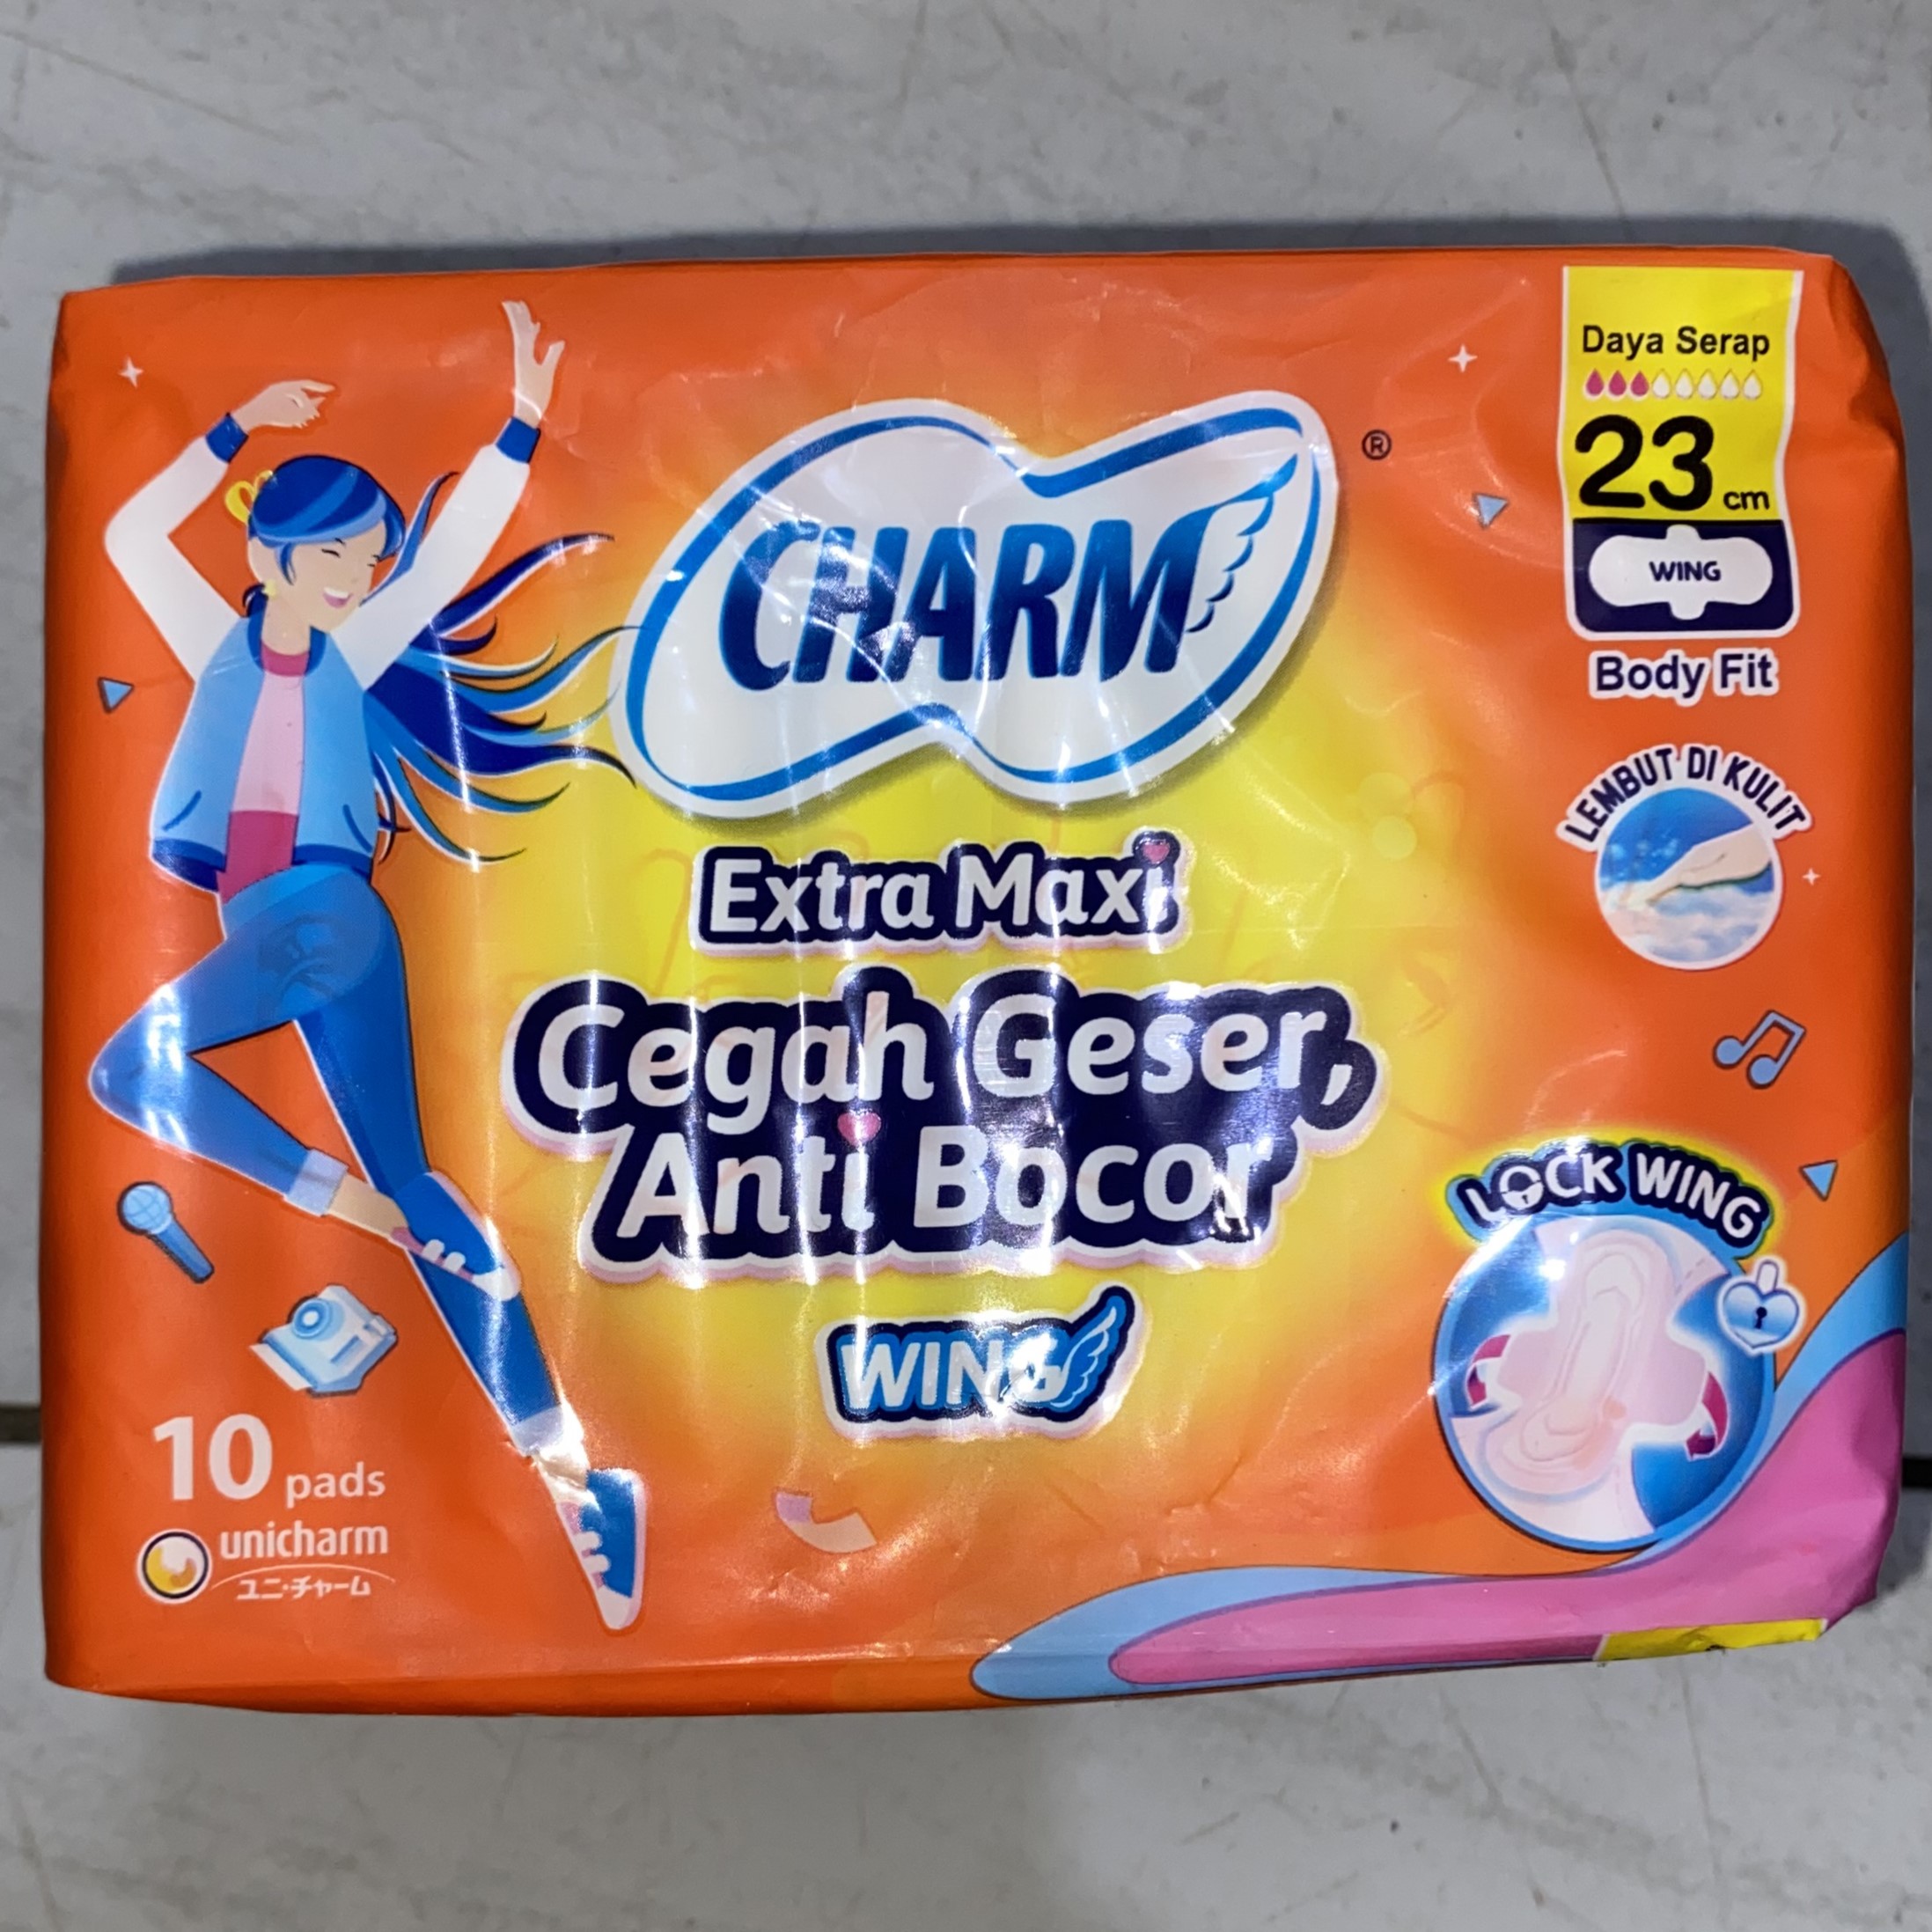 CHARM
®
Extra Maxi
Cegah Geser,
Anti Bocor
WING
Daya Serap
23 cm
WING
Body Fit
LEMBUT DI KULIT
LOCK WING
10 pads
unicharm
ユニ・チャーム